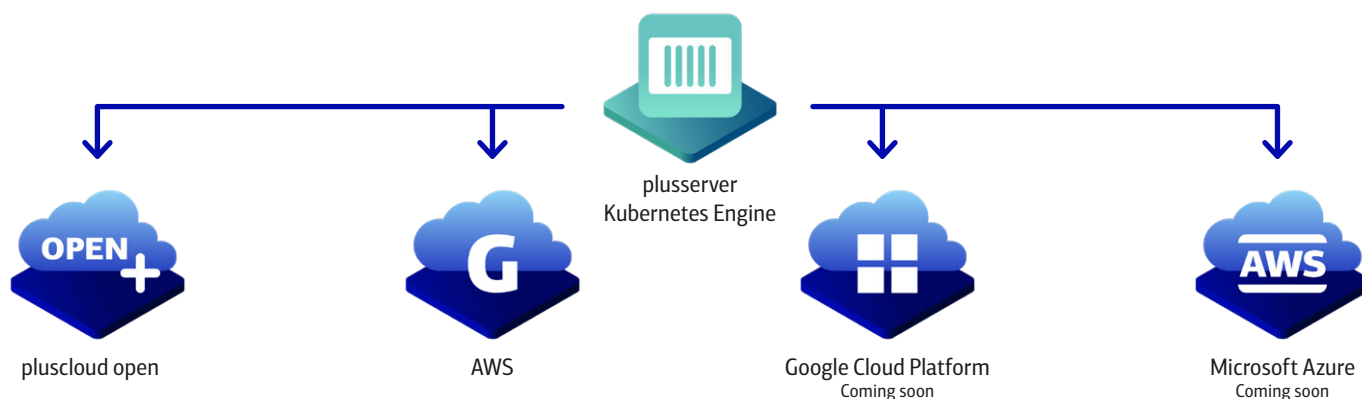 plusserver
Kubernetes Engine
OPEN
G
AWS
pluscloud open
AWS
Google Cloud Platform
Coming soon
Microsoft Azure
Coming soon